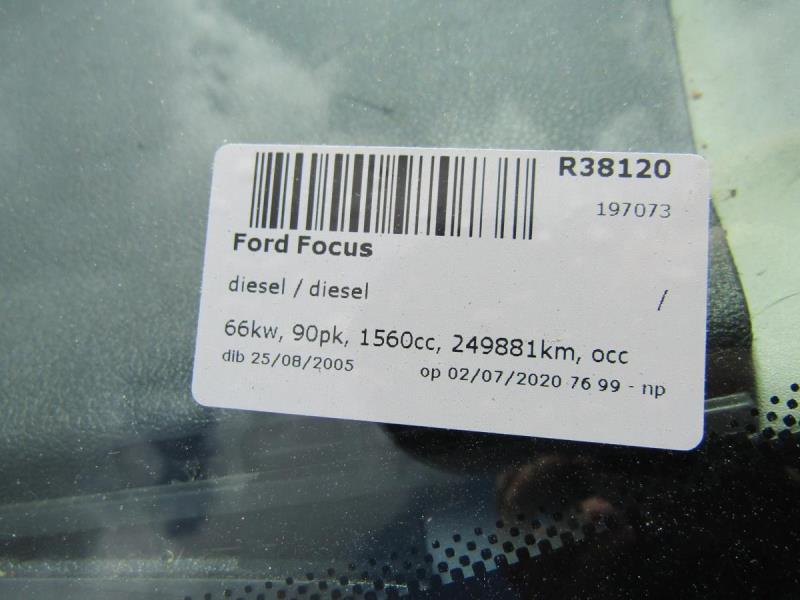 R38120
197073
Ford Focus
diesel / diesel /
66kw, 90pk, 1560cc, 249881km, occ
dib 25/08/2005 op 02/07/2020 76 99 - np